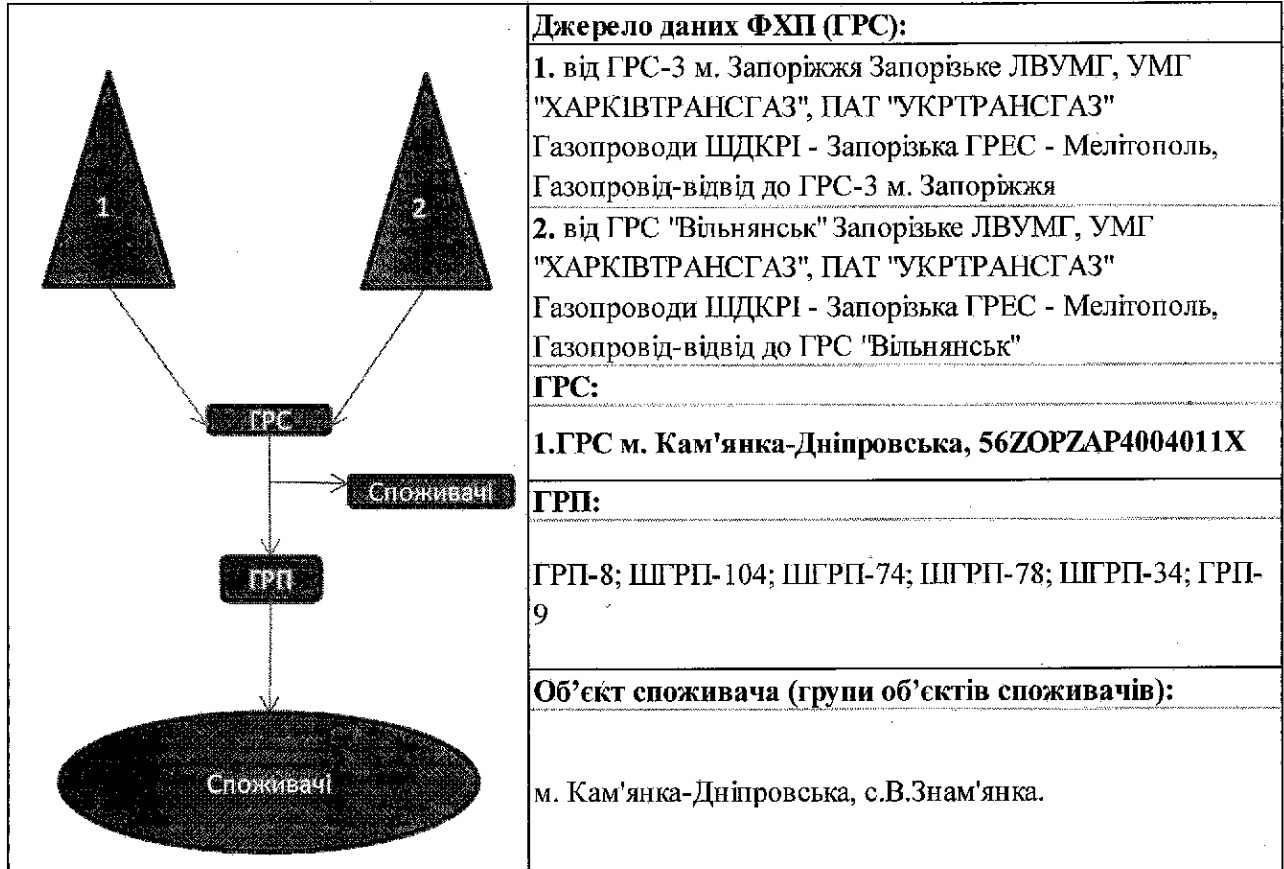 1
2
ГРС
Споживачі
ГРП
Споживачі
Джерело даних ФХП (ГРС):
1. від ГРС-3 м. Запоріжжя Запорізьке ЛВУМГ, УМГ
"ХАРКІВТРАНСГАЗ", ПАТ "УКРТРАНСГАЗ"
Газопроводи ШДКРІ - Запорізька ГРЕС - Мелітополь,
Газопровід-відвід до ГРС-3 м. Запоріжжя
2. від ГРС "Вільнянськ" Запорізьке ЛВУМГ, УМГ
"ХАРКІВТРАНСГАЗ", ПАТ "УКРТРАНСГАЗ"
Газопроводи ШДКРІ - Запорізька ГРЕС - Мелітополь,
Газопровід-відвід до ГРС "Вільнянськ"
ГРС:
1.ГРС м. Кам'янка-Дніпровська, 56ZOPZAP4004011X
ГРП:
ГРП-8; ШГРП-104; ШГРП-74; ШГРП-78; ШГРП-34; ГРП-
9
Об’єкт споживача (групи об’єктів споживачів):
м. Кам'янка-Дніпровська, с.В.Знам'янка.